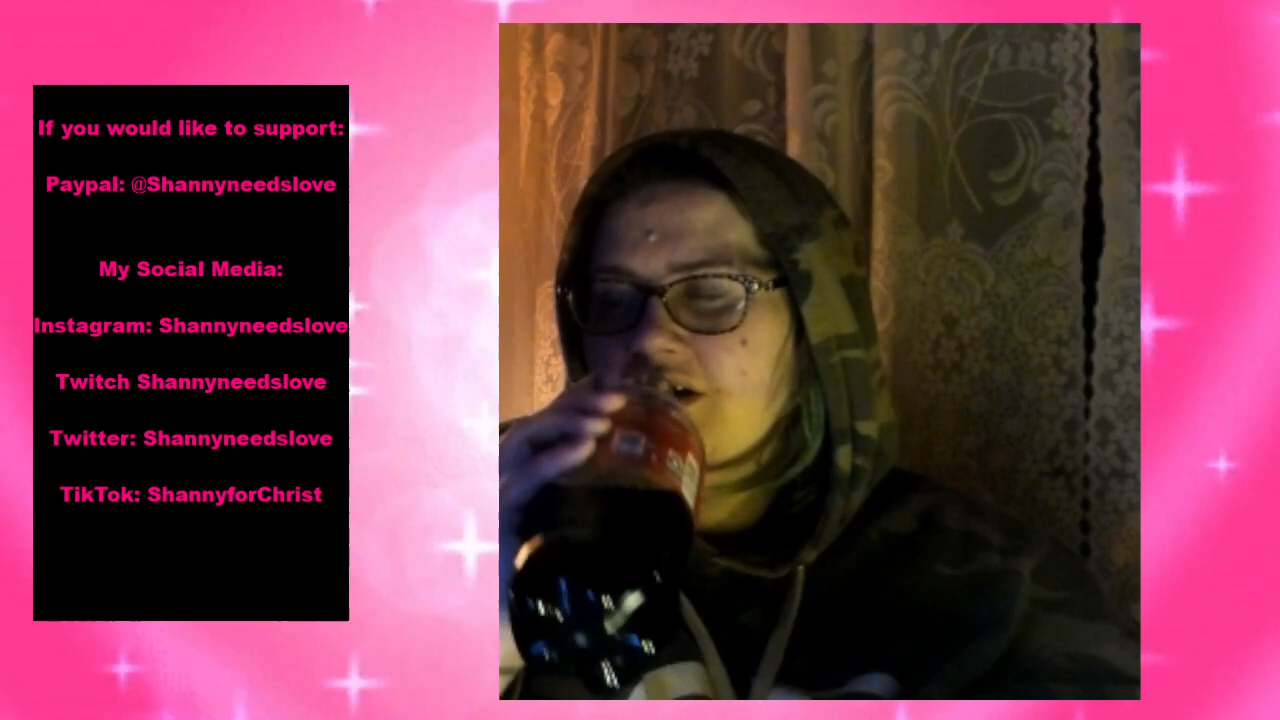 If you would like to support:
Paypal: @Shannyneedslove
My Social Media:
Instagram: Shannyneedslove
Twitch Shannyneedslove
Twitter: Shannyneedslove
TikTok: ShannyforChrist